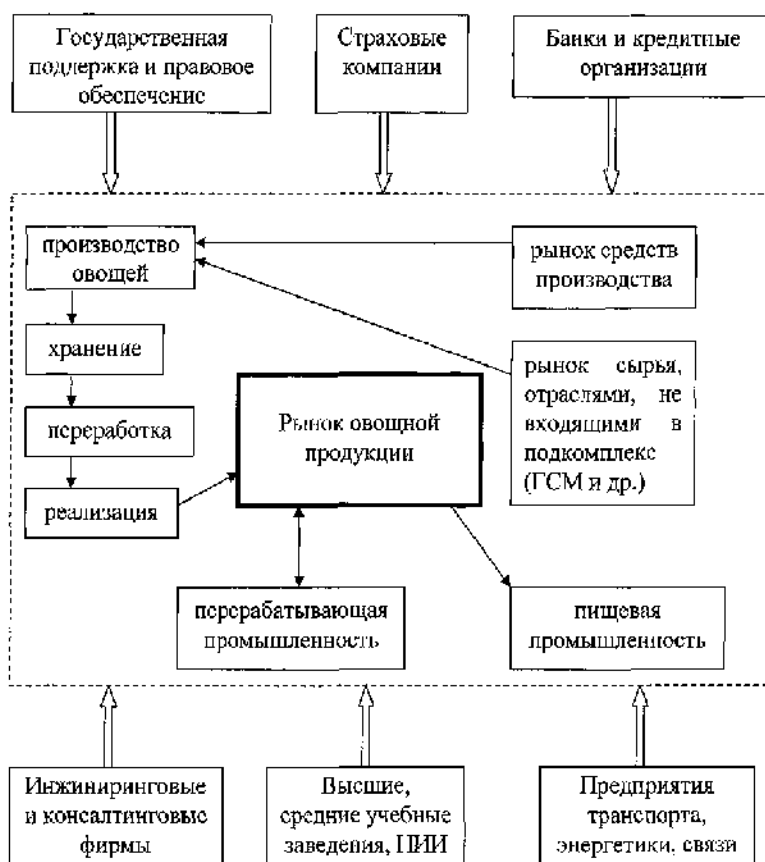 Государственная
поддержка и правовое
обеспечение
Страховые
компании
Банки и кредитные
организации
производство
овощей
рынок средств
производства
хранение
рынок сырья,
отраслями, не
входящими в
подкомплекс
(ГСМ и др.)
Рынок овощной
продукции
переработка
реализация
перерабатывающая
промышленность
пищевая
промышленность
Инжиниринговые
и консалтинговые
фирмы
Высшие,
средние учебные
заведения, НИИ
Предприятия
транспорта,
энергетики, связи